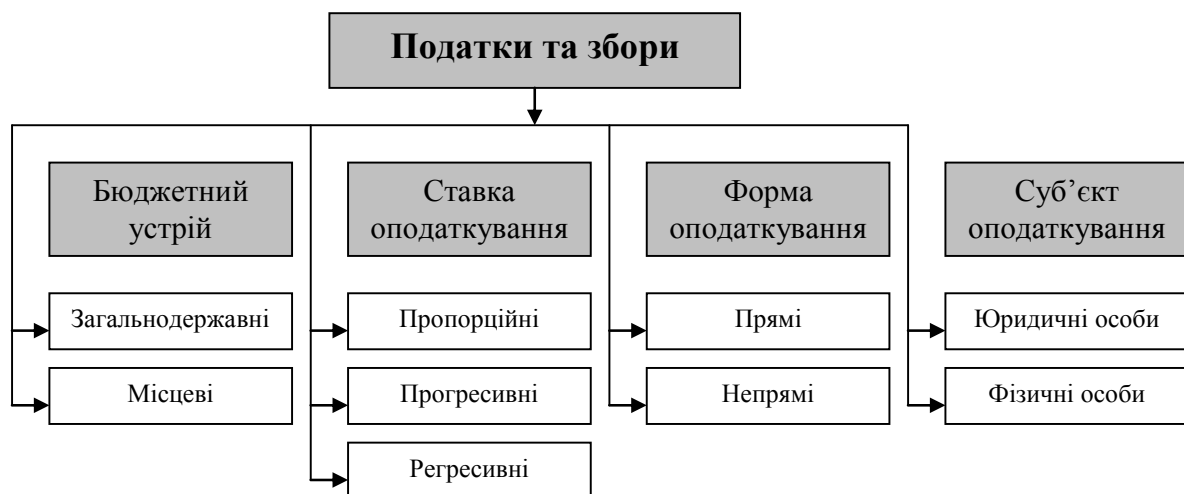 Податки та збори
Бюджетний
устрій
Загальнодержавні
Місцеві
Ставка
оподаткування
Пропорційні
Прогресивні
Регресивні
Форма
оподаткування
Прямі
Непрямі
Суб’єкт
оподаткування
Юридичні особи
Фізичні особи